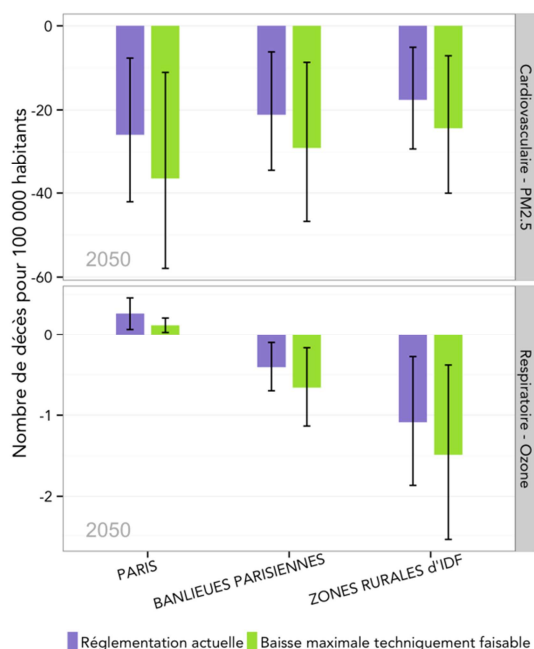 Nombre de décès pour 100 000 habitants
0
-20
-40
-60
2050
Cardiovasculaire - PM2.5
0
-1
-2
2050
Respiratoire - Ozone
PARIS
BANLIEUES PARISIENNES
ZONES RURALES d'IDF
Réglementation actuelle
Baisse maximale techniquement faisable